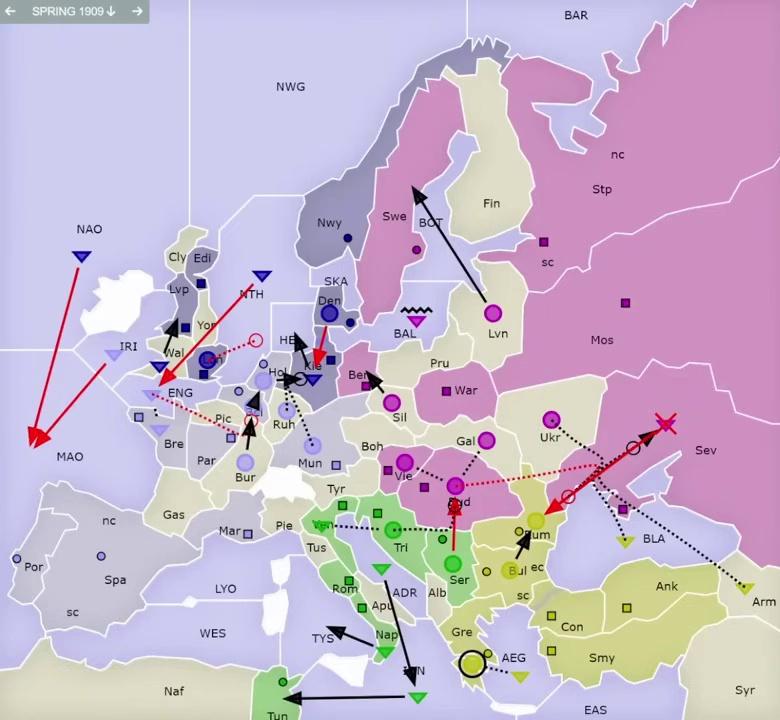 ← SPRING 1909↓ →
BAR
NWG
nc
Stp
Fin
Nwy
Swe
BOT
NAO
Cly
Edi
sc
SKA
NTH
Lvp
Den
Yor
Lvn
Mos
BAL
IRI
Wal
Kie
Pru
Hol
Ber
War
ENG
Sil
Pic
Ruh
Ukr
Bre
Gal
Boh
Sev
MAO
Par
Mun
Bur
Vie
Bud
Tyr
Gas
nc
Mar
Pie
Ven
Tri
Rum
BLA
Tus
Por
Spa
Ser
Bul
ec
Rom
ADR
Alb
sc
Ank
Arm
LYO
Apu
Con
sc
WES
TYS
Nap
Gre
AEG
Smy
ION
Naf
Tun
EAS
Syr